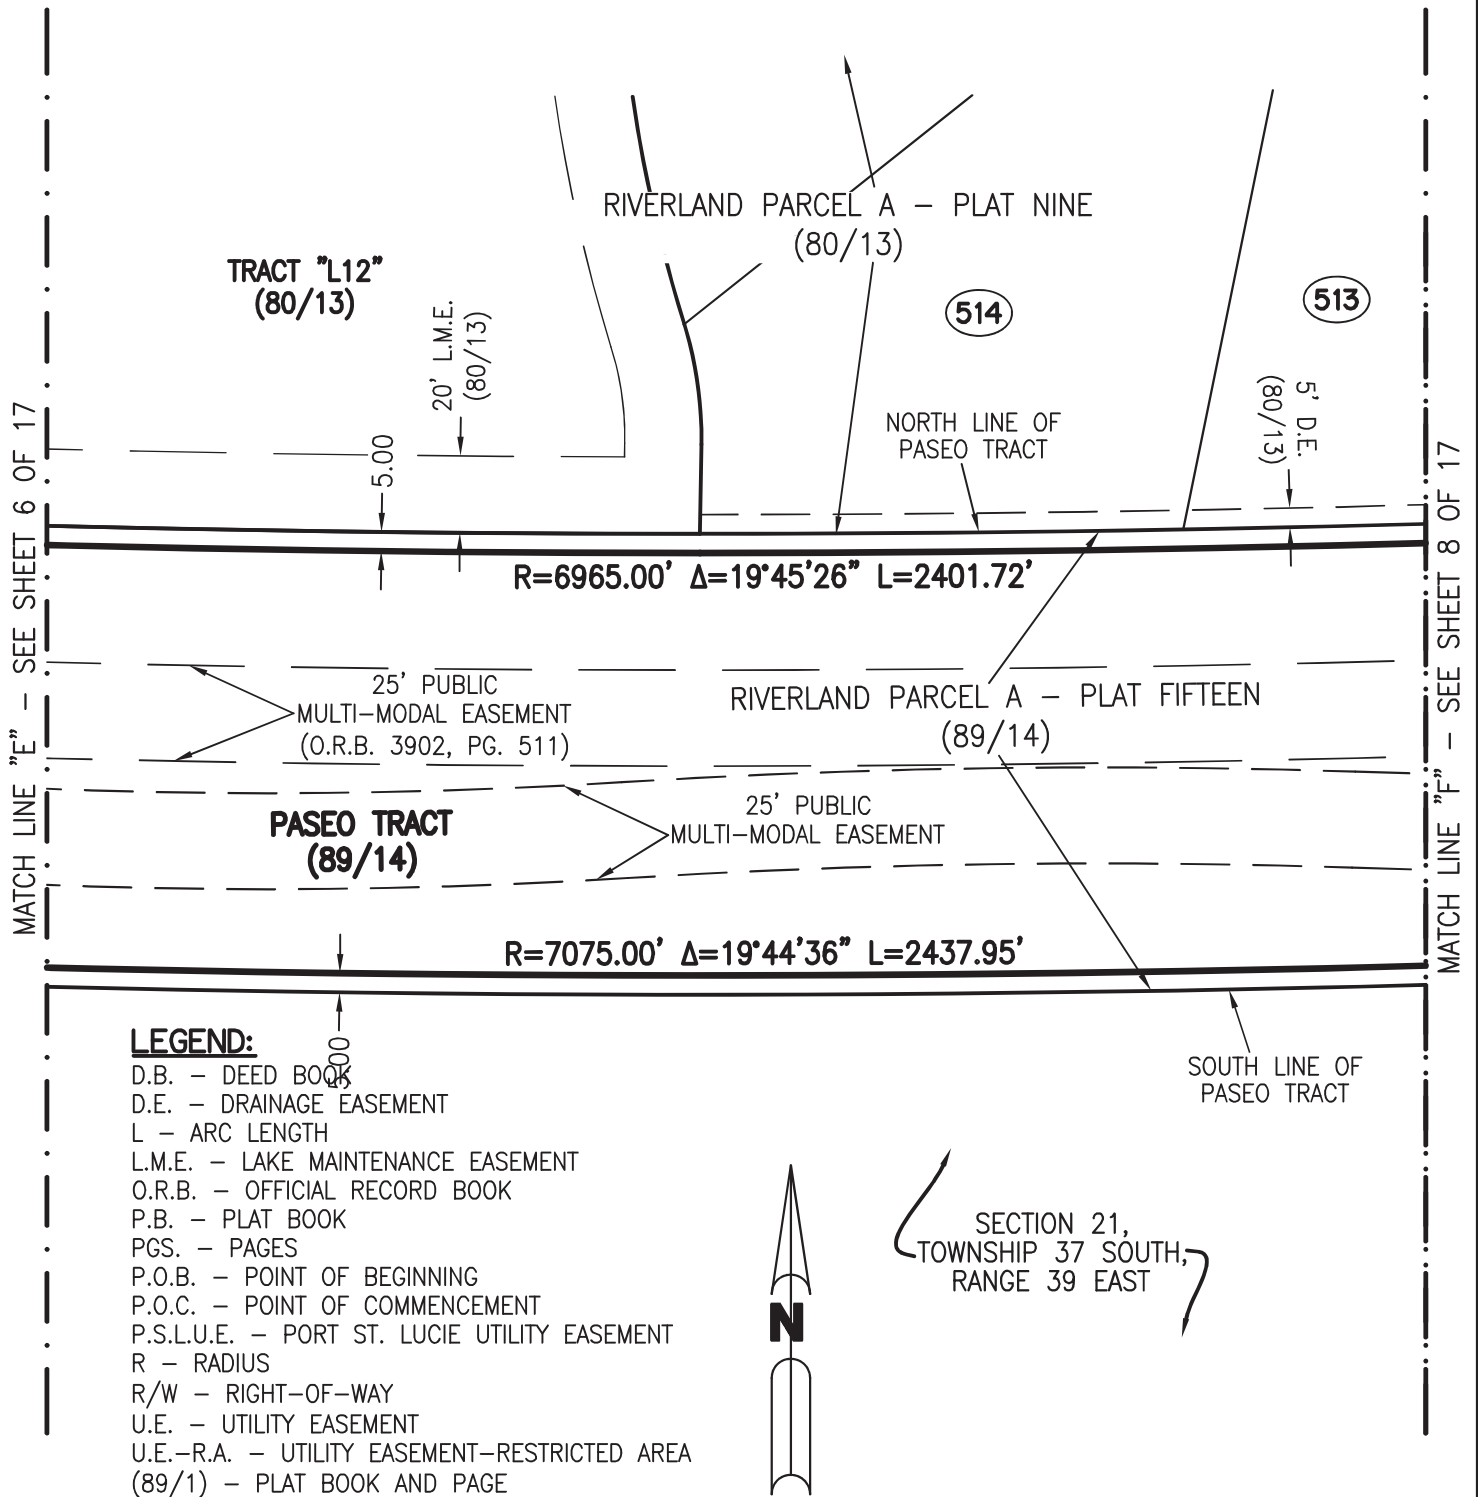 RIVERLAND PARCEL A – PLAT NINE
(80/13)
TRACT "L12"
(80/13)
20' L.M.E.
(80/13)
514
513
5' D.E.
(80/13)
NORTH LINE OF
PASEO TRACT
5.00
MATCH LINE "E" – SEE SHEET 6 OF 17
MATCH LINE "F" – SEE SHEET 8 OF 17
R=6965.00' Δ=19°45'26" L=2401.72'
25' PUBLIC
MULTI–MODAL EASEMENT
(O.R.B. 3902, PG. 511)
RIVERLAND PARCEL A – PLAT FIFTEEN
(89/14)
PASEO TRACT
(89/14)
25' PUBLIC
MULTI–MODAL EASEMENT
R=7075.00' Δ=19°44'36" L=2437.95'
5.00
SOUTH LINE OF
PASEO TRACT
LEGEND:
D.B. – DEED BOOK
D.E. – DRAINAGE EASEMENT
L – ARC LENGTH
L.M.E. – LAKE MAINTENANCE EASEMENT
O.R.B. – OFFICIAL RECORD BOOK
P.B. – PLAT BOOK
PGS. – PAGES
P.O.B. – POINT OF BEGINNING
P.O.C. – POINT OF COMMENCEMENT
P.S.L.U.E. – PORT ST. LUCIE UTILITY EASEMENT
R – RADIUS
R/W – RIGHT–OF–WAY
U.E. – UTILITY EASEMENT
U.E.–R.A. – UTILITY EASEMENT–RESTRICTED AREA
(89/1) – PLAT BOOK AND PAGE
N
SECTION 21,
TOWNSHIP 37 SOUTH,
RANGE 39 EAST